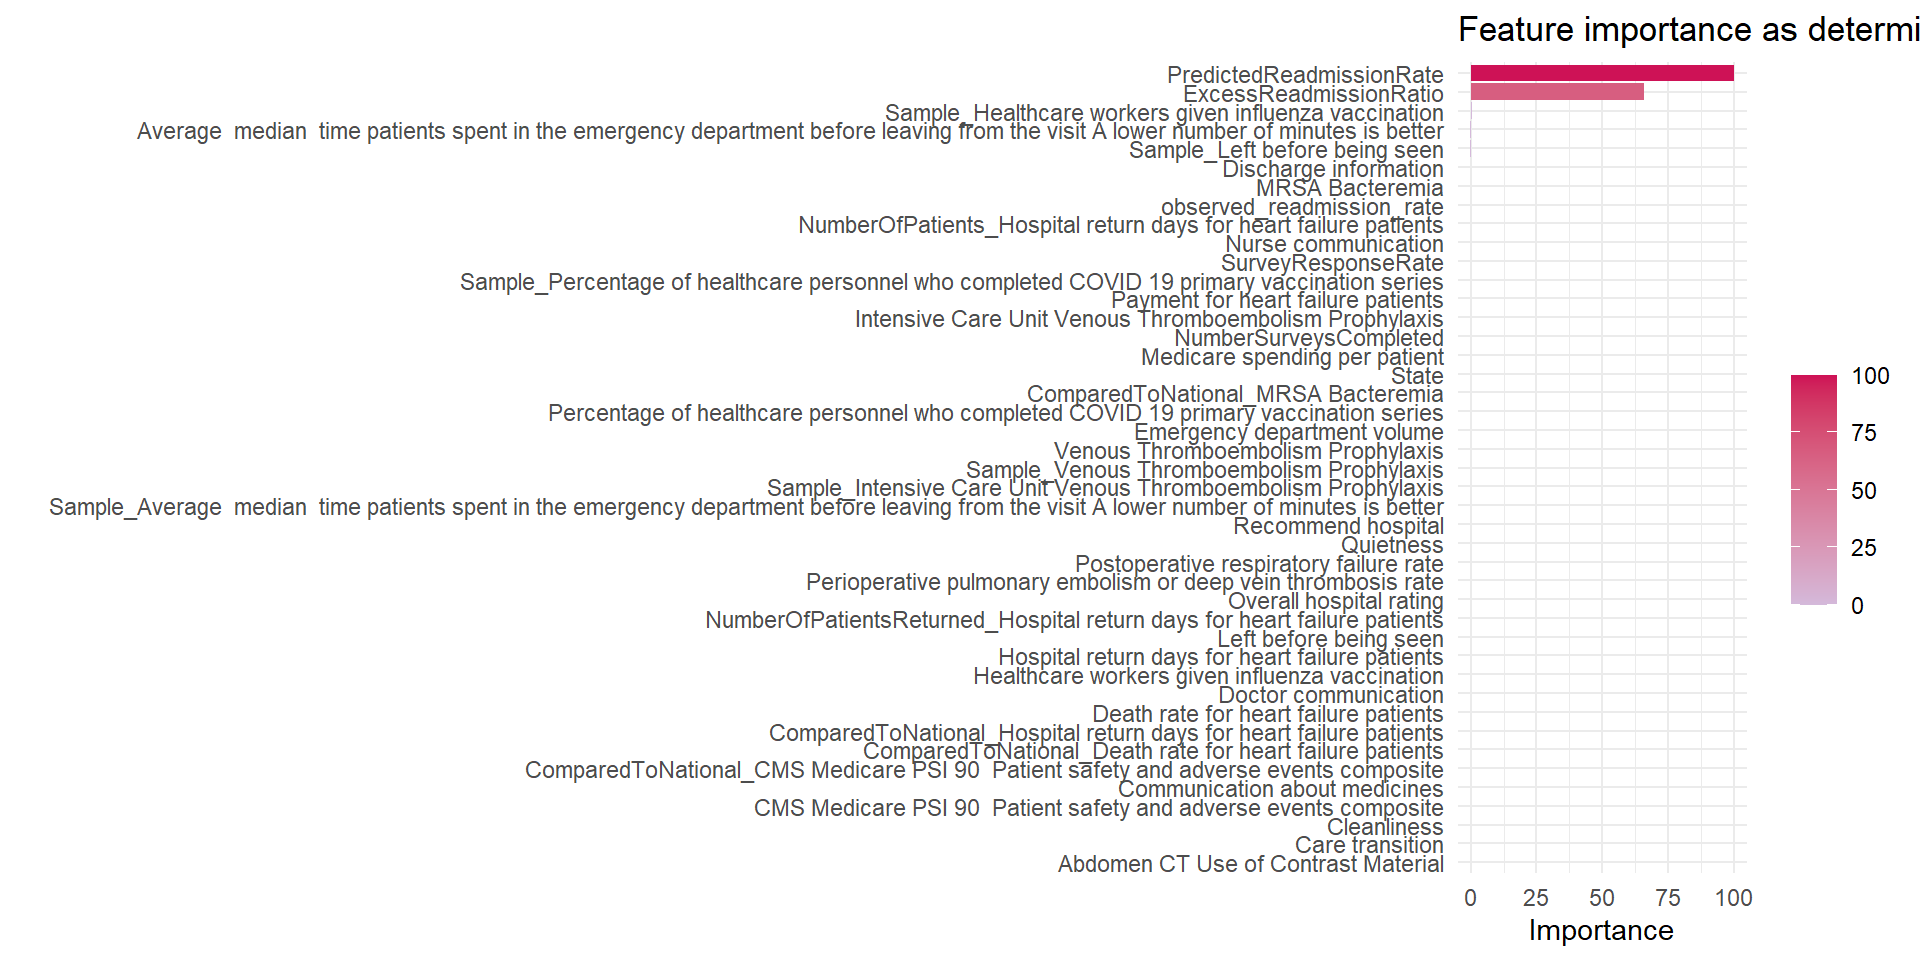 Feature importance as determi
PredictedReadmissionRate
ExcessReadmissionRatio
Sample_Healthcare workers given influenza vaccination
Average  median  time patients spent in the emergency department before leaving from the visit A lower number of minutes is better
Sample_Left before being seen
Discharge information
MRSA Bacteremia
observed_readmission_rate
NumberOfPatients_Hospital return days for heart failure patients
Nurse communication
SurveyResponseRate
Sample_Percentage of healthcare personnel who completed COVID 19 primary vaccination series
Payment for heart failure patients
Intensive Care Unit Venous Thromboembolism Prophylaxis
NumberSurveysCompleted
Medicare spending per patient
State
ComparedToNational_MRSA Bacteremia
Percentage of healthcare personnel who completed COVID 19 primary vaccination series
Emergency department volume
Venous Thromboembolism Prophylaxis
Sample_Venous Thromboembolism Prophylaxis
Sample_Intensive Care Unit Venous Thromboembolism Prophylaxis
Sample_Average  median  time patients spent in the emergency department before leaving from the visit A lower number of minutes is better
Recommend hospital
Quietness
Postoperative respiratory failure rate
Perioperative pulmonary embolism or deep vein thrombosis rate
Overall hospital rating
NumberOfPatientsReturned_Hospital return days for heart failure patients
Left before being seen
Hospital return days for heart failure patients
Healthcare workers given influenza vaccination
Doctor communication
Death rate for heart failure patients
ComparedToNational_Hospital return days for heart failure patients
ComparedToNational_Death rate for heart failure patients
ComparedToNational_CMS Medicare PSI 90  Patient safety and adverse events composite
Communication about medicines
CMS Medicare PSI 90  Patient safety and adverse events composite
Cleanliness
Care transition
Abdomen CT Use of Contrast Material
0 25 50 75 100
Importance
100
75
50
25
0